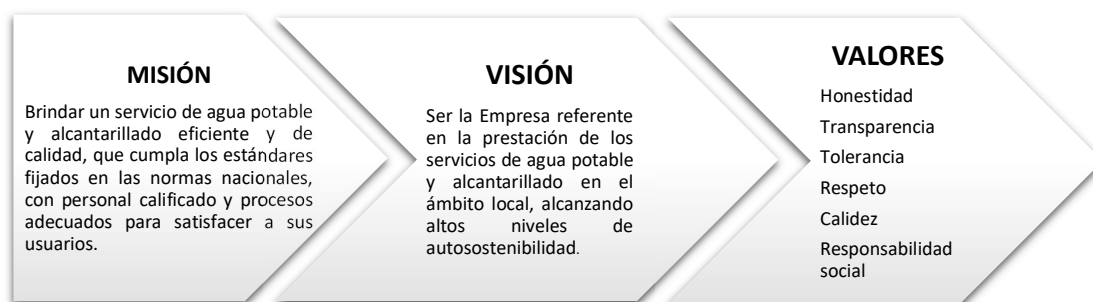 MISIÓN
Brindar un servicio de agua potable
y alcantarillado eficiente y de
calidad, que cumpla los estándares
fijados en las normas nacionales,
con personal calificado y procesos
adecuados para satisfacer a sus
usuarios.
VISIÓN
Ser la Empresa referente
en la prestación de los
servicios de agua potable
y alcantarillado en el
ámbito local, alcanzando
altos niveles de
autosostenibilidad.
VALORES
Honestidad
Transparencia
Tolerancia
Respeto
Calidez
Responsabilidad
social